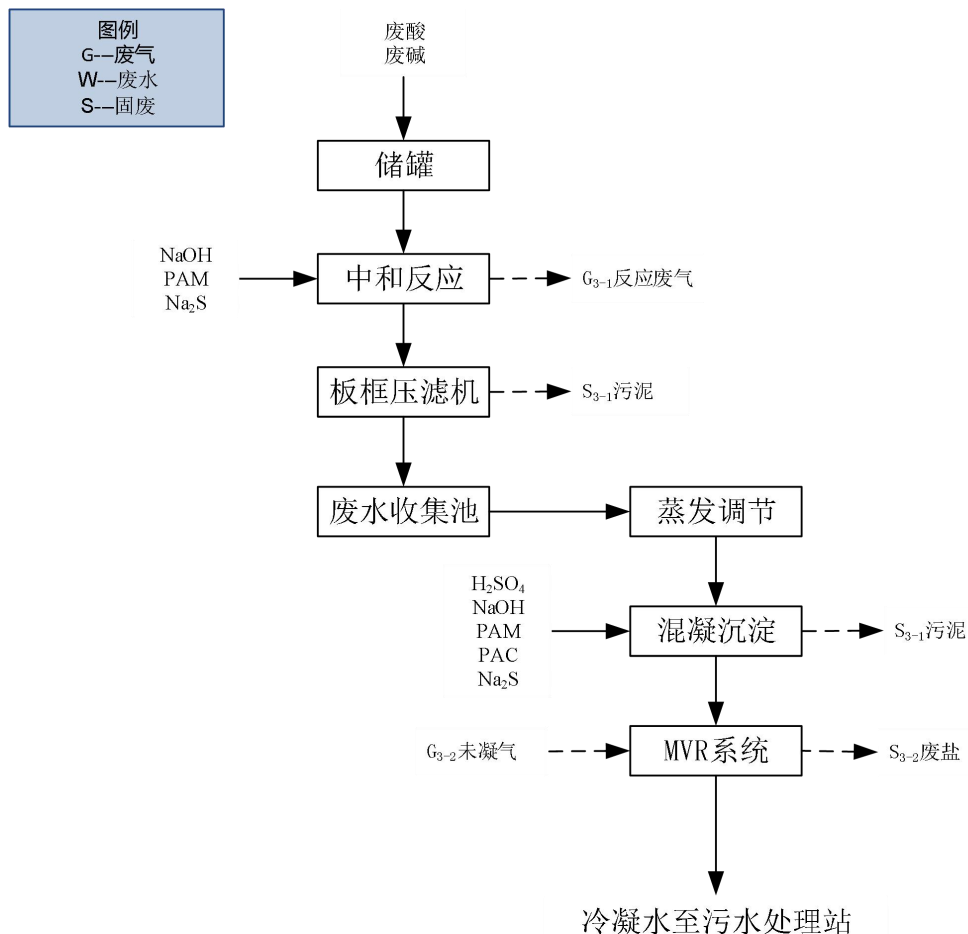 图例
G---废气
W---废水
S---固废
废酸
废碱
储罐
NaOH
PAM
Na₂S
中和反应
G₃₋₁反应废气
板框压滤机
S₃₋₁污泥
废水收集池
蒸发调节
H₂SO₄
NaOH
PAM
PAC
Na₂S
混凝沉淀
S₃₋₁污泥
G₃₋₂未凝气
MVR系统
S₃₋₂废盐
冷凝水至污水处理站